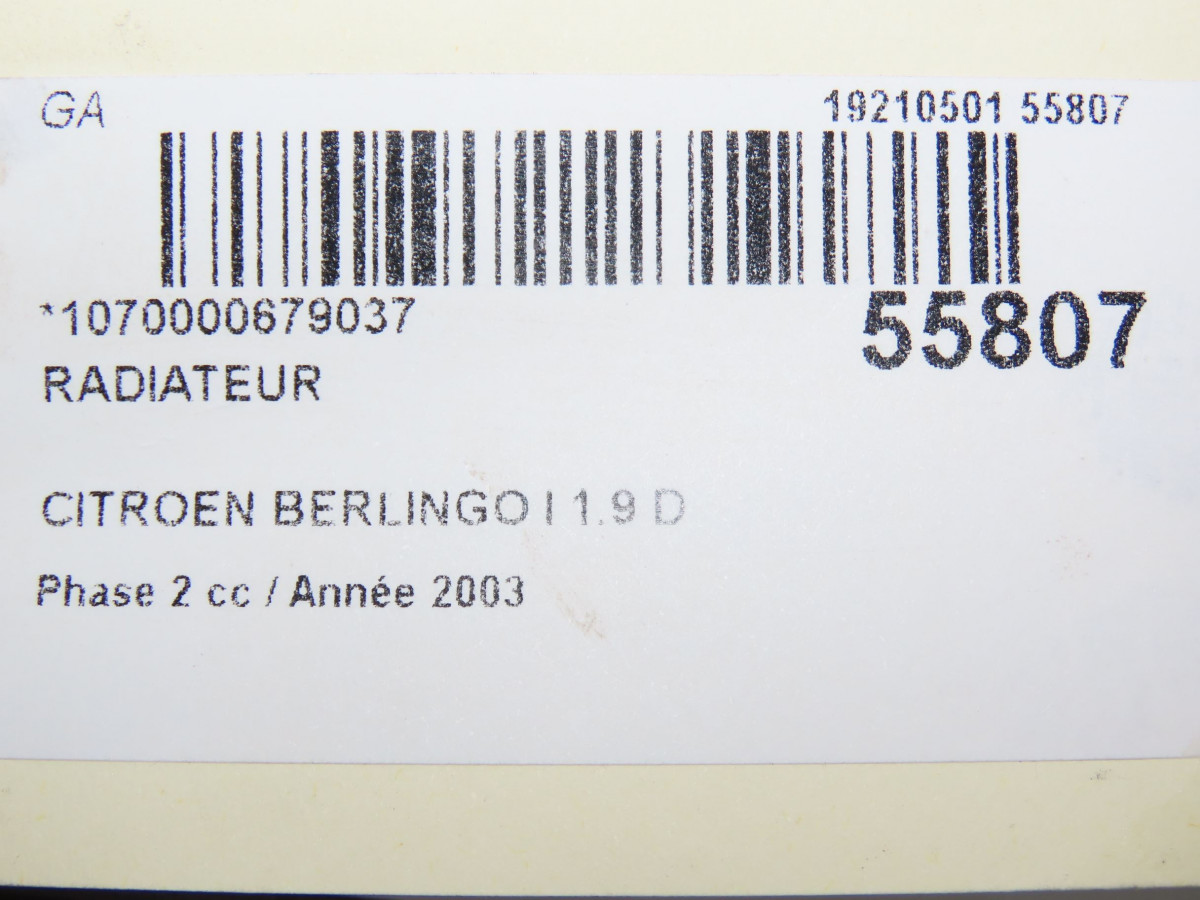 GA
19210501 55807
*1070000679037
55807
RADIATEUR
CITROEN BERLINGO I 1.9 D
Phase 2 cc / Année 2003